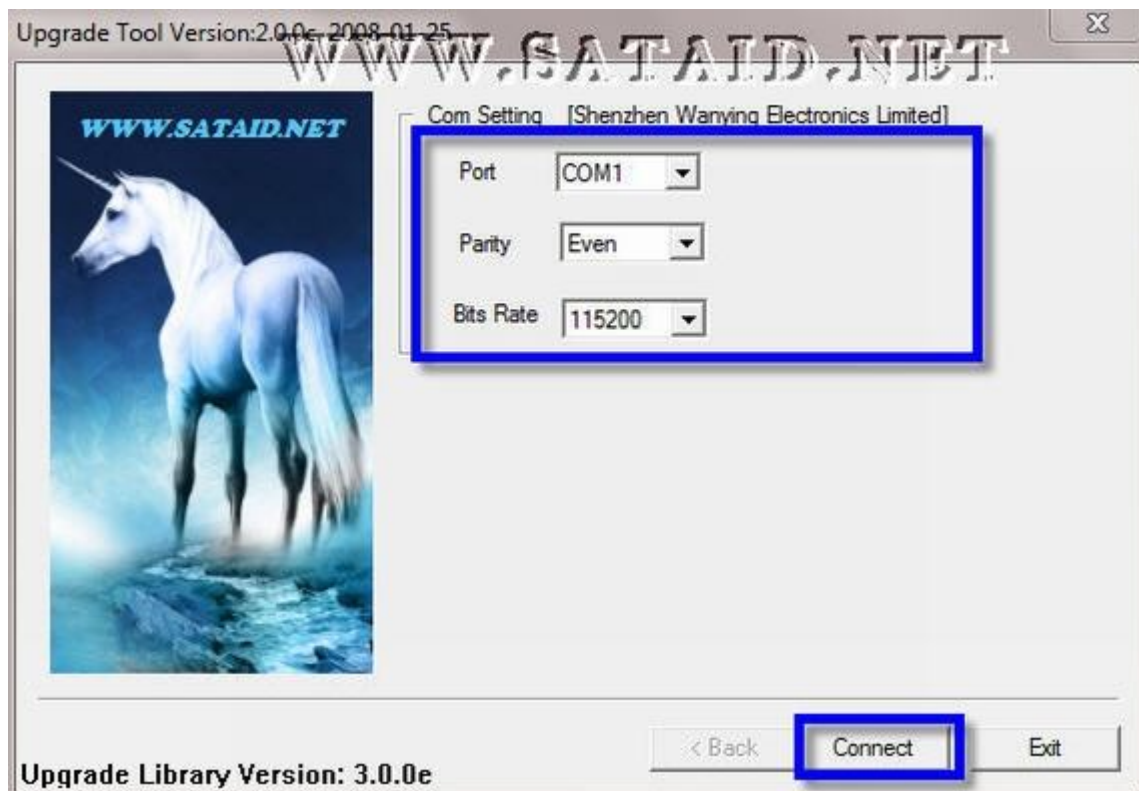 Upgrade Tool Version:2.0.0c, 2008-01-25
WWW.SATAID.NET
WWW.SATAID.NET
Com Setting [Shenzhen Wanying Electronics Limited]
Port COM1
Parity Even
Bits Rate 115200
< Back Connect Exit
Upgrade Library Version: 3.0.0e